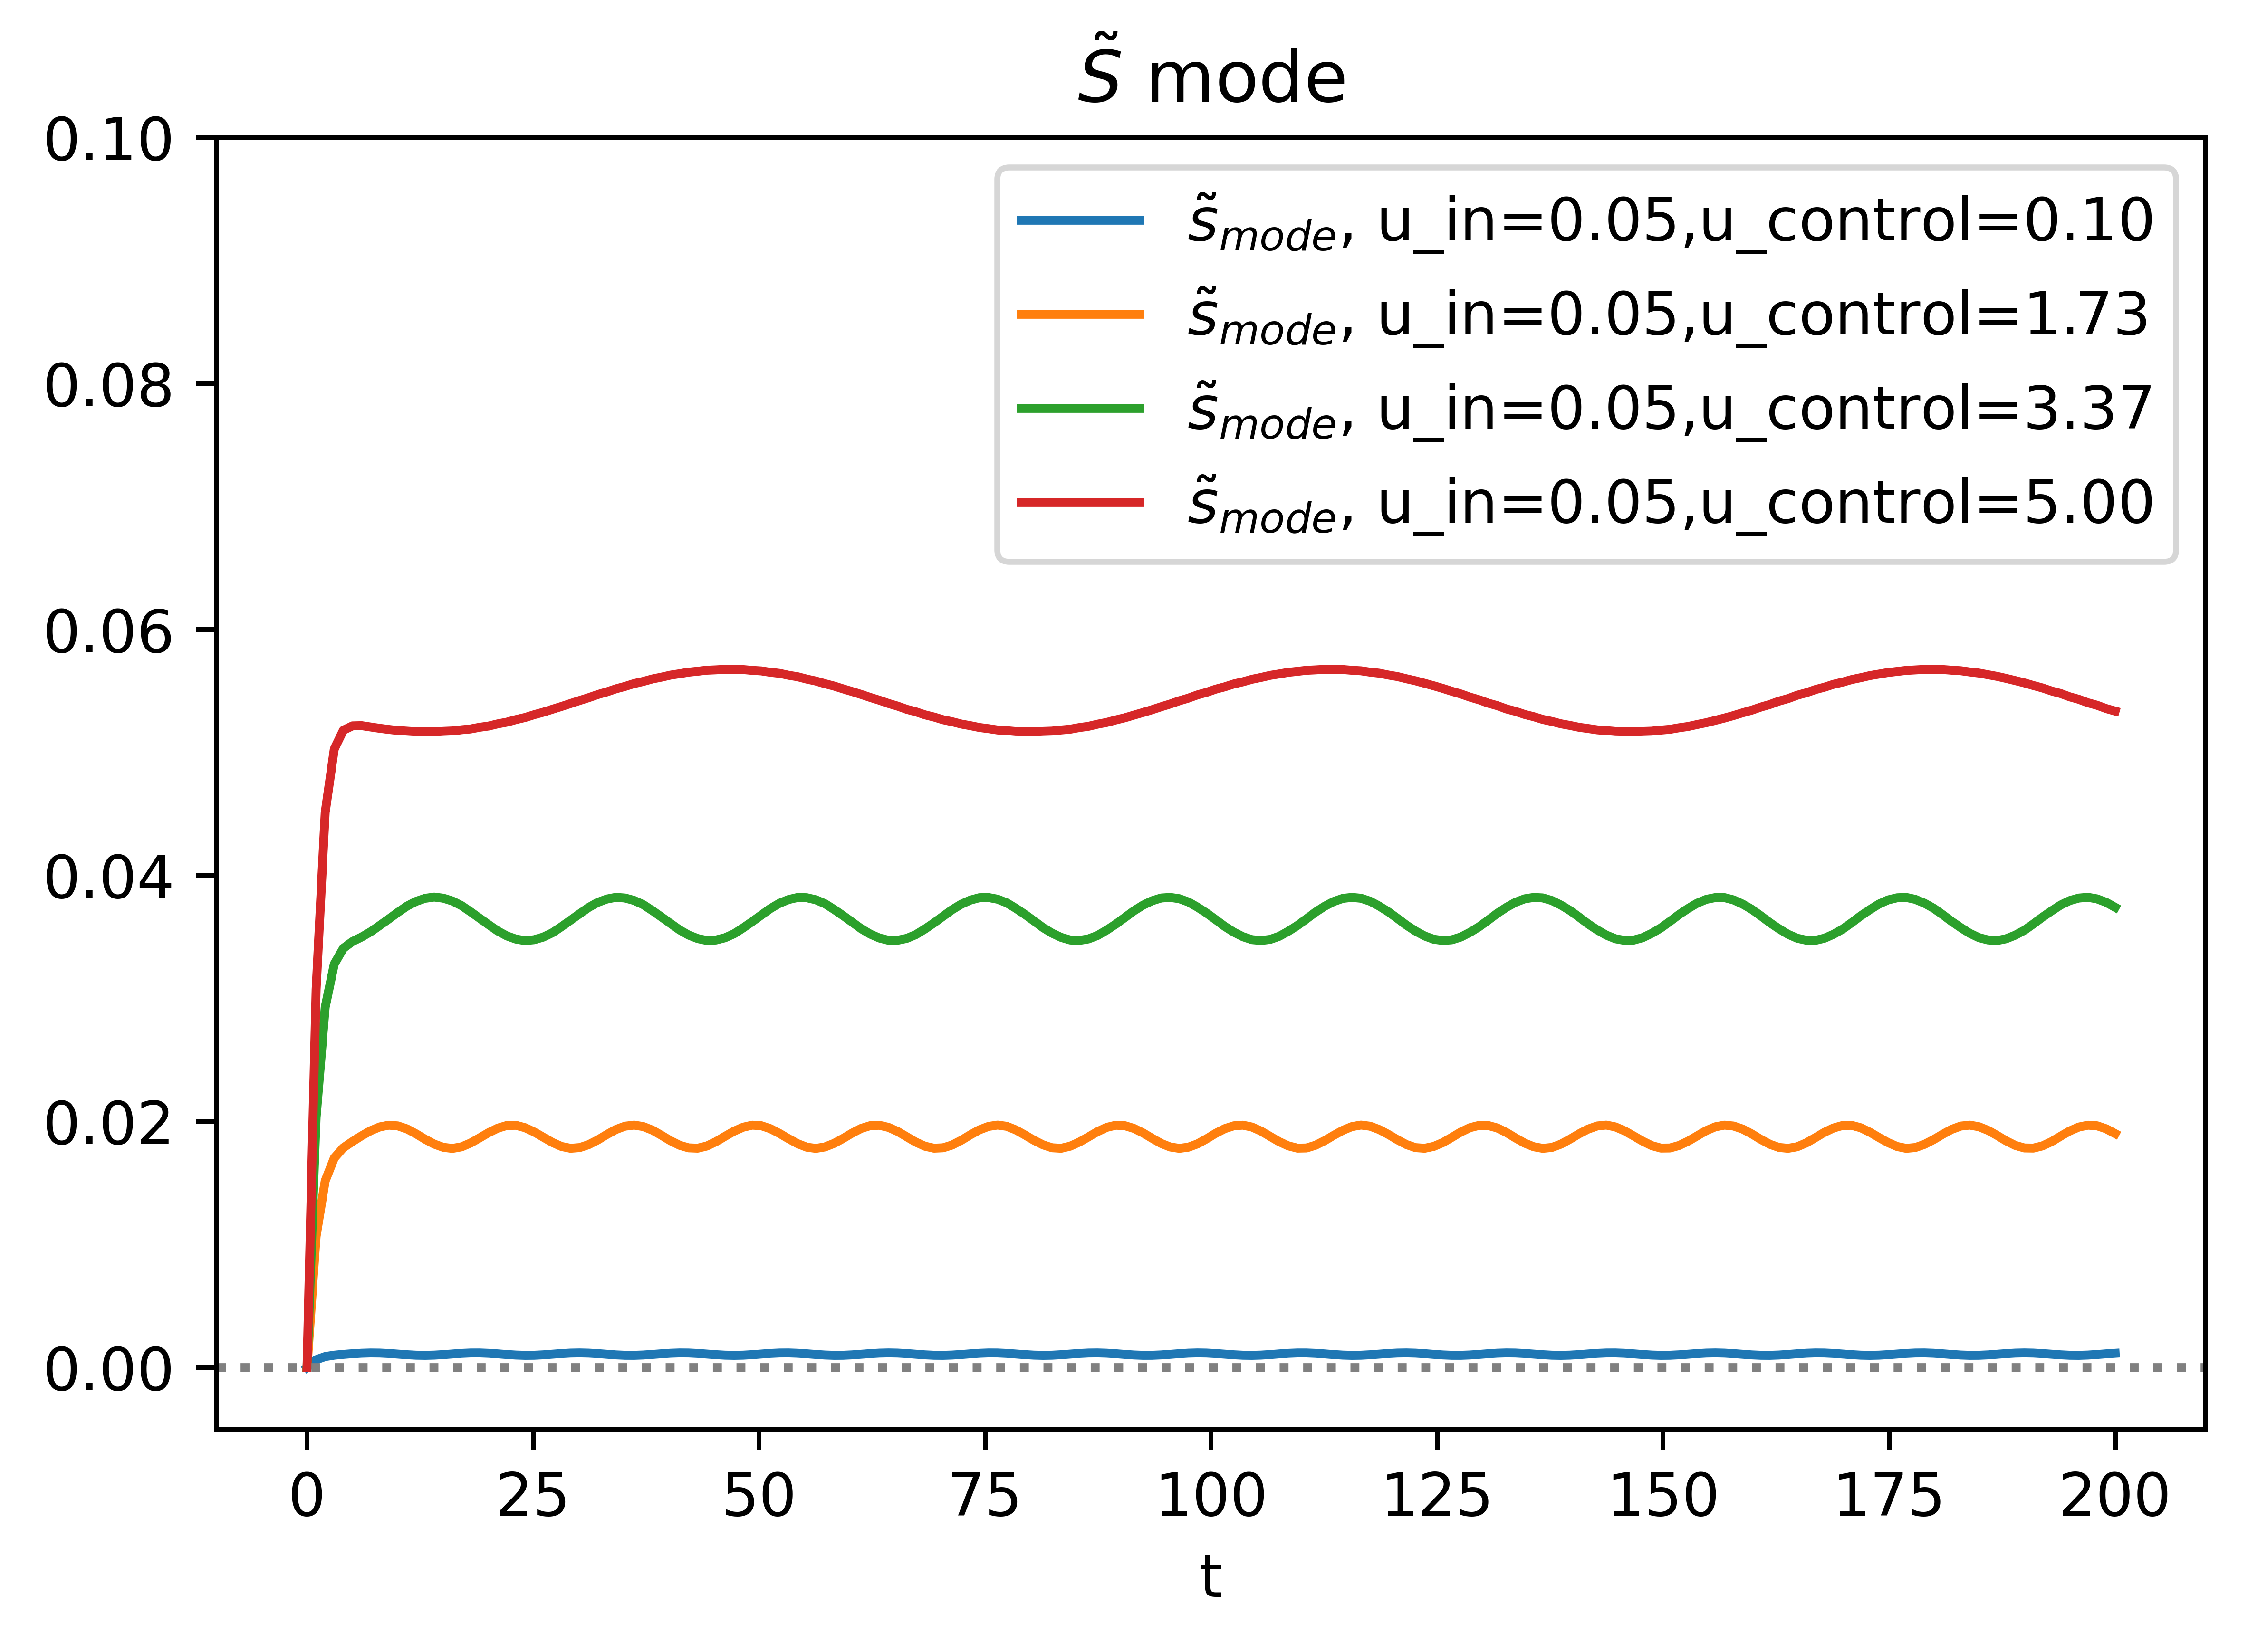 S̃ mode
0.10
0.08
0.06
0.04
0.02
0.00
s̃mode, u_in=0.05,u_control=0.10
s̃mode, u_in=0.05,u_control=1.73
s̃mode, u_in=0.05,u_control=3.37
s̃mode, u_in=0.05,u_control=5.00
0 25 50 75 100 125 150 175 200
t